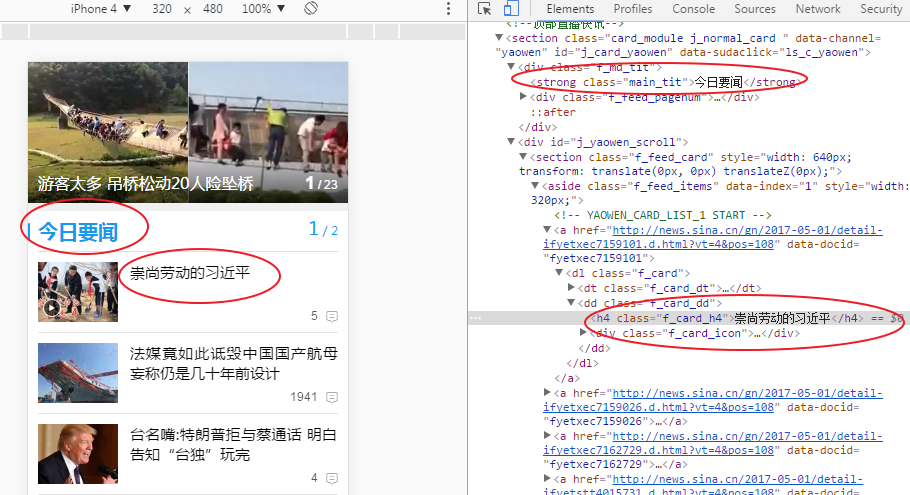 iPhone 4 ▼ 320 × 480 100% ▼
Elements Profiles Console Sources Network Security
游客太多 吊桥松动20人险坠桥 1 / 23
今日要闻 1 / 2
崇尚劳动的习近平
5
法媒竟如此诋毁中国国产航母
妄称仍是几十年前设计
1941
台名嘴:特朗普拒与蔡通话 明白
告知“台独”玩完
4
<!--顶部直播快讯-->
▼<section class="card_module j_normal_card " data-channel=
"yaowen" id="j_card_yaowen" data-sudaclick="ls_c_yaowen">
▼<div class="f_md_tit">
<strong class="main_tit">今日要闻</strong>
▶<div class="f_feed_pagenum">…</div>
::after
</div>
▼<div id="j_yaowen_scroll">
▼<section class="f_feed_card" style="width: 640px;
transform: translate(0px, 0px) translateZ(0px);">
▼<aside class="f_feed_items" data-index="1" style="width:
320px;">
<!-- YAOWEN_CARD_LIST_1 START -->
▼<a href="http://news.sina.cn/gn/2017-05-01/detail-
ifyetxec7159101.d.html?vt=4&pos=108" data-docid=
"fyetxec7159101">
▼<dl class="f_card">
▶<dt class="f_card_dt">…</dt>
▼<dd class="f_card_dd">
<h4 class="f_card_h4">崇尚劳动的习近平</h4> == $0
▶<div class="f_card_icon">…</div>
</dd>
</dl>
</a>
▶<a href="http://news.sina.cn/gn/2017-05-01/detail-
ifyetxec7159026.d.html?vt=4&pos=108" data-docid=
"fyetxec7159026">…</a>
▶<a href="http://news.sina.cn/gn/2017-05-01/detail-
ifyetxec7162729.d.html?vt=4&pos=108" data-docid=
"fyetxec7162729">…</a>
▶<a href="http://news.sina.cn/gn/2017-05-01/detail-
ifyetstt4015731.d.html?vt=4&pos=108" data-docid=